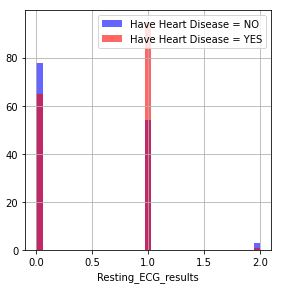 Have Heart Disease = NO
Have Heart Disease = YES
80
60
40
20
0
0.0 0.5 1.0 1.5 2.0
Resting_ECG_results